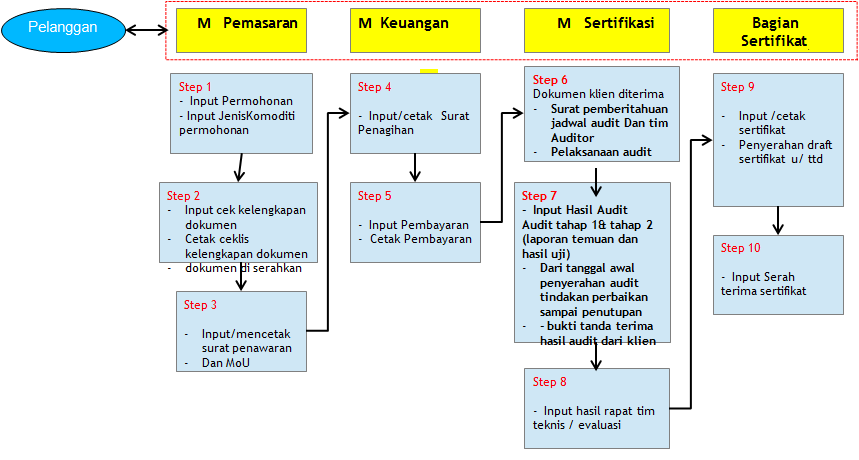 Pelanggan
M Pemasaran
M Keuangan
M Sertifikasi
Bagian
Sertifikat
Step 1
- Input Permohonan
- Input JenisKomoditi
permohonan
Step 2
- Input cek kelengkapan
dokumen
- Cetak ceklis
kelengkapan dokumen
- dokumen di serahkan
Step 3
- Input/mencetak
surat penawaran
- Dan MoU
Step 4
- Input/cetak Surat
Penagihan
Step 5
- Input Pembayaran
- Cetak Pembayaran
Step 6
Dokumen klien diterima
- Surat pemberitahuan
jadwal audit Dan tim
Auditor
- Pelaksanaan audit
Step 7
- Input Hasil Audit
Audit tahap 1& tahap 2
(laporan temuan dan
hasil uji)
- Dari tanggal awal
penyerahan audit
tindakan perbaikan
sampai penutupan
- - bukti tanda terima
hasil audit dari klien
Step 8
- Input hasil rapat tim
teknis / evaluasi
Step 9
- Input /cetak
sertifikat
- Penyerahan draft
sertifikat u/ ttd
Step 10
- Input Serah
terima sertifikat